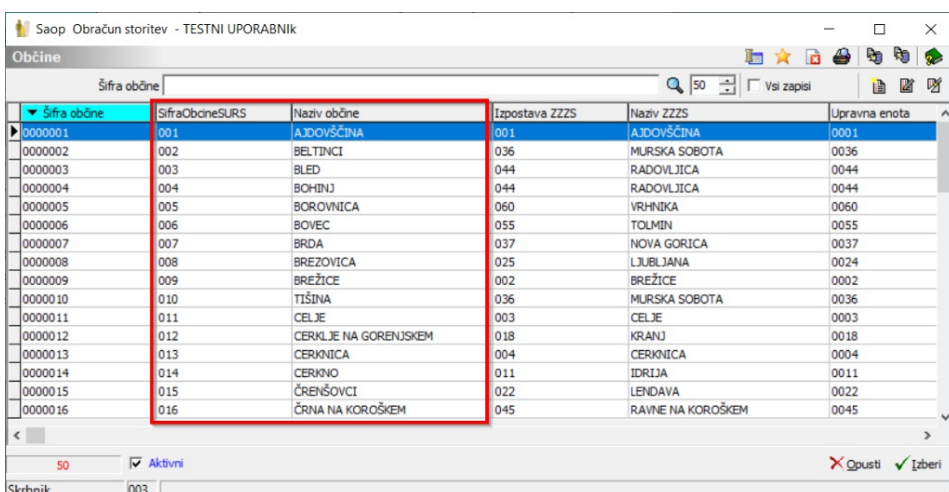 Saop Obračun storitev - TESTNI UPORABNIk
Občine
Šifra občine 50 Vsi zapisi
Šifra občine SifraObcineSURS Naziv občine Izpostava ZZZS Naziv ZZZS Upravna enota
0000001 001 AJDOVŠČINA 001 AJDOVŠČINA 0001
0000002 002 BELTINCI 036 MURSKA SOBOTA 0036
0000003 003 BLED 044 RADOVLJICA 0044
0000004 004 BOHINJ 044 RADOVLJICA 0044
0000005 005 BOROVNICA 060 VRHNIKA 0060
0000006 006 BOVEC 055 TOLMIN 0055
0000007 007 BRDA 037 NOVA GORICA 0037
0000008 008 BREZOVICA 025 LJUBLJANA 0024
0000009 009 BREŽICE 002 BREŽICE 0002
0000010 010 TIŠINA 036 MURSKA SOBOTA 0036
0000011 011 CELJE 003 CELJE 0003
0000012 012 CERKLJE NA GORENJSKEM 018 KRANJ 0018
0000013 013 CERKNICA 004 CERKNICA 0004
0000014 014 CERKNO 011 IDRIJA 0011
0000015 015 ČRENŠOVCI 022 LENDAVA 0022
0000016 016 ČRNA NA KOROŠKEM 045 RAVNE NA KOROŠKEM 0045
50 Aktivni Opusti Izberi
Skrbnik 003